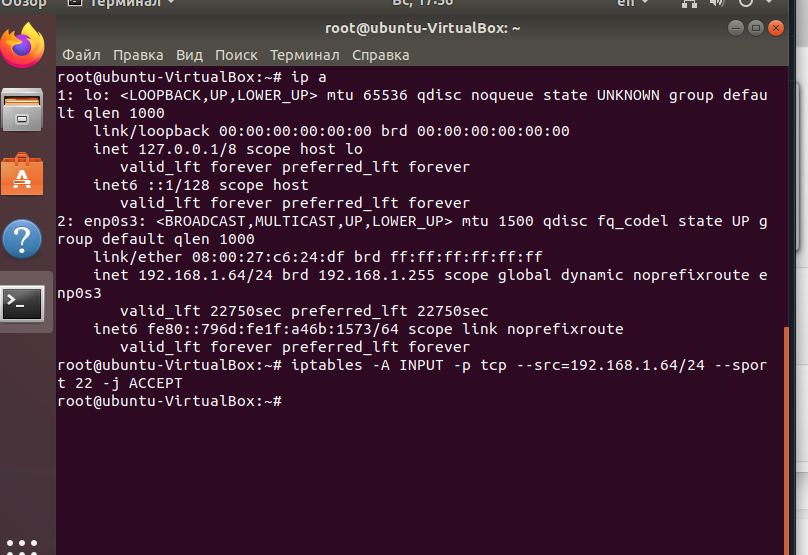 Обзор Терминал Вс, 17:36 en
root@ubuntu-VirtualBox: ~
Файл Правка Вид Поиск Терминал Справка
root@ubuntu-VirtualBox:~# ip a
1: lo: <LOOPBACK,UP,LOWER_UP> mtu 65536 qdisc noqueue state UNKNOWN group defau
lt qlen 1000
link/loopback 00:00:00:00:00:00 brd 00:00:00:00:00:00
inet 127.0.0.1/8 scope host lo
valid_lft forever preferred_lft forever
inet6 ::1/128 scope host
valid_lft forever preferred_lft forever
2: enp0s3: <BROADCAST,MULTICAST,UP,LOWER_UP> mtu 1500 qdisc fq_codel state UP g
roup default qlen 1000
link/ether 08:00:27:c6:24:df brd ff:ff:ff:ff:ff:ff
inet 192.168.1.64/24 brd 192.168.1.255 scope global dynamic noprefixroute e
np0s3
valid_lft 22750sec preferred_lft 22750sec
inet6 fe80::796d:fe1f:a46b:1573/64 scope link noprefixroute
valid_lft forever preferred_lft forever
root@ubuntu-VirtualBox:~# iptables -A INPUT -p tcp --src=192.168.1.64/24 --spor
t 22 -j ACCEPT
root@ubuntu-VirtualBox:~#